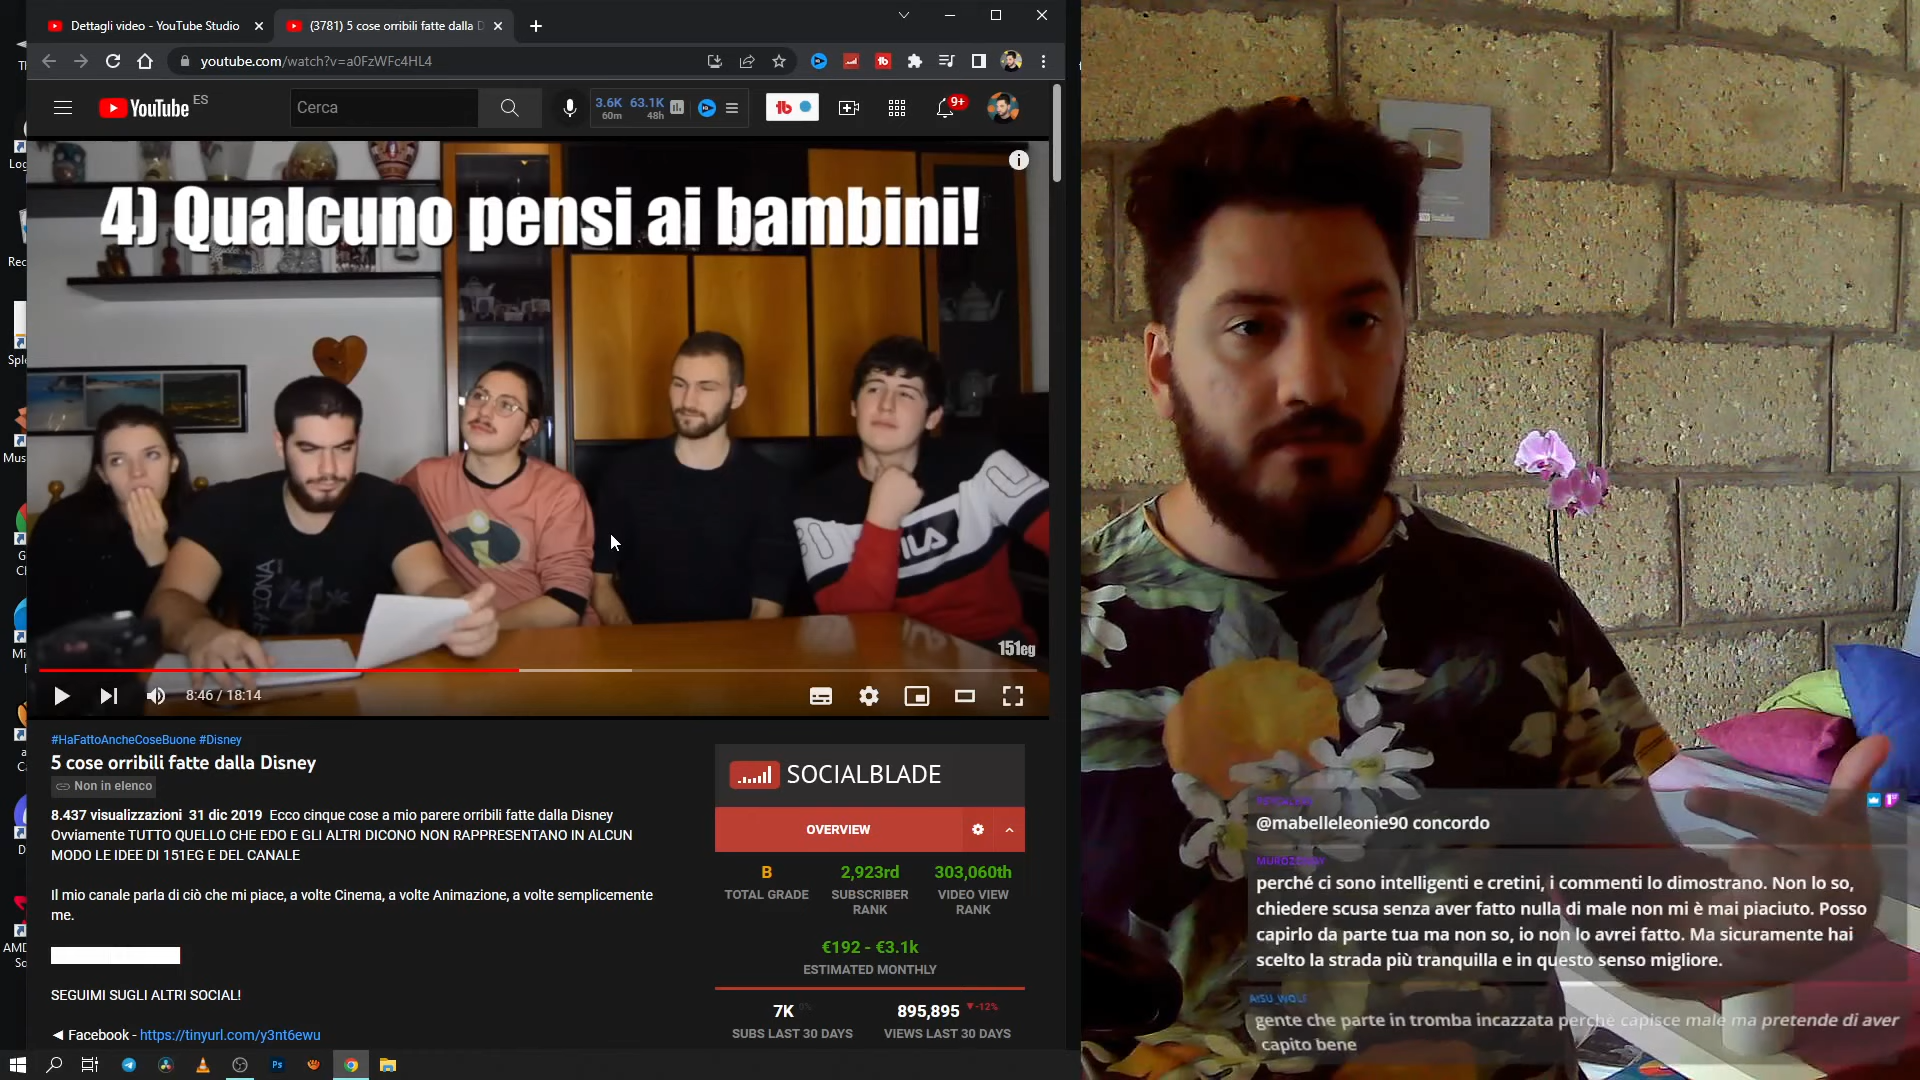 Dettagli video - YouTube Studio
(3781) 5 cose orribili fatte dalla D
youtube.com/watch?v=a0FzWFc4HL4
YouTube ES
Cerca
3.6K 63.1K
60m 48h
9+
4) Qualcuno pensi ai bambini!
FILA
151eg
8:46 / 18:14
#HaFattoAncheCoseBuone #Disney
5 cose orribili fatte dalla Disney
Non in elenco
8.437 visualizzazioni 31 dic 2019 Ecco cinque cose a mio parere orribili fatte dalla Disney
Ovviamente TUTTO QUELLO CHE EDO E GLI ALTRI DICONO NON RAPPRESENTANO IN ALCUN
MODO LE IDEE DI 151EG E DEL CANALE
Il mio canale parla di ciò che mi piace, a volte Cinema, a volte Animazione, a volte semplicemente
me.
SEGUIMI SUGLI ALTRI SOCIAL!
◄ Facebook - https://tinyurl.com/y3nt6ewu
SOCIALBLADE
OVERVIEW
B 2,923rd 303,060th
TOTAL GRADE SUBSCRIBER RANK VIDEO VIEW RANK
€192 - €3.1k
ESTIMATED MONTHLY
7K 0% 895,895 ▼-12%
SUBS LAST 30 DAYS VIEWS LAST 30 DAYS
Ps
YouTube
@mabelleleonie90 concordo
perché ci sono intelligenti e cretini, i commenti lo dimostrano. Non lo so,
chiedere scusa senza aver fatto nulla di male non mi è mai piaciuto. Posso
capirlo da parte tua ma non so, io non lo avrei fatto. Ma sicuramente hai
scelto la strada più tranquilla e in questo senso migliore.
AISU_WOLF
gente che parte in tromba incazzata perché capisce male ma pretende di aver
capito bene